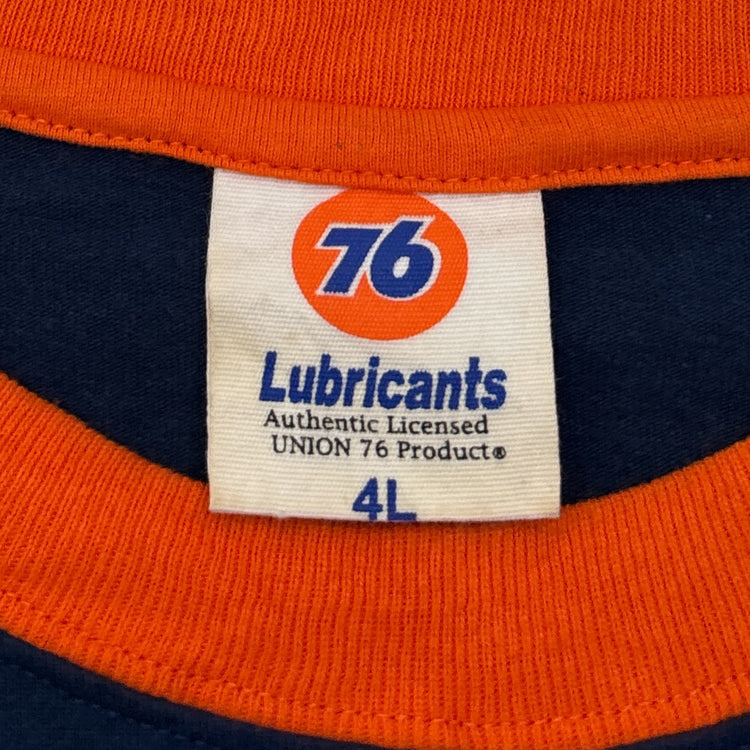 76
Lubricants
Authentic Licensed
UNION 76 Product®
4L